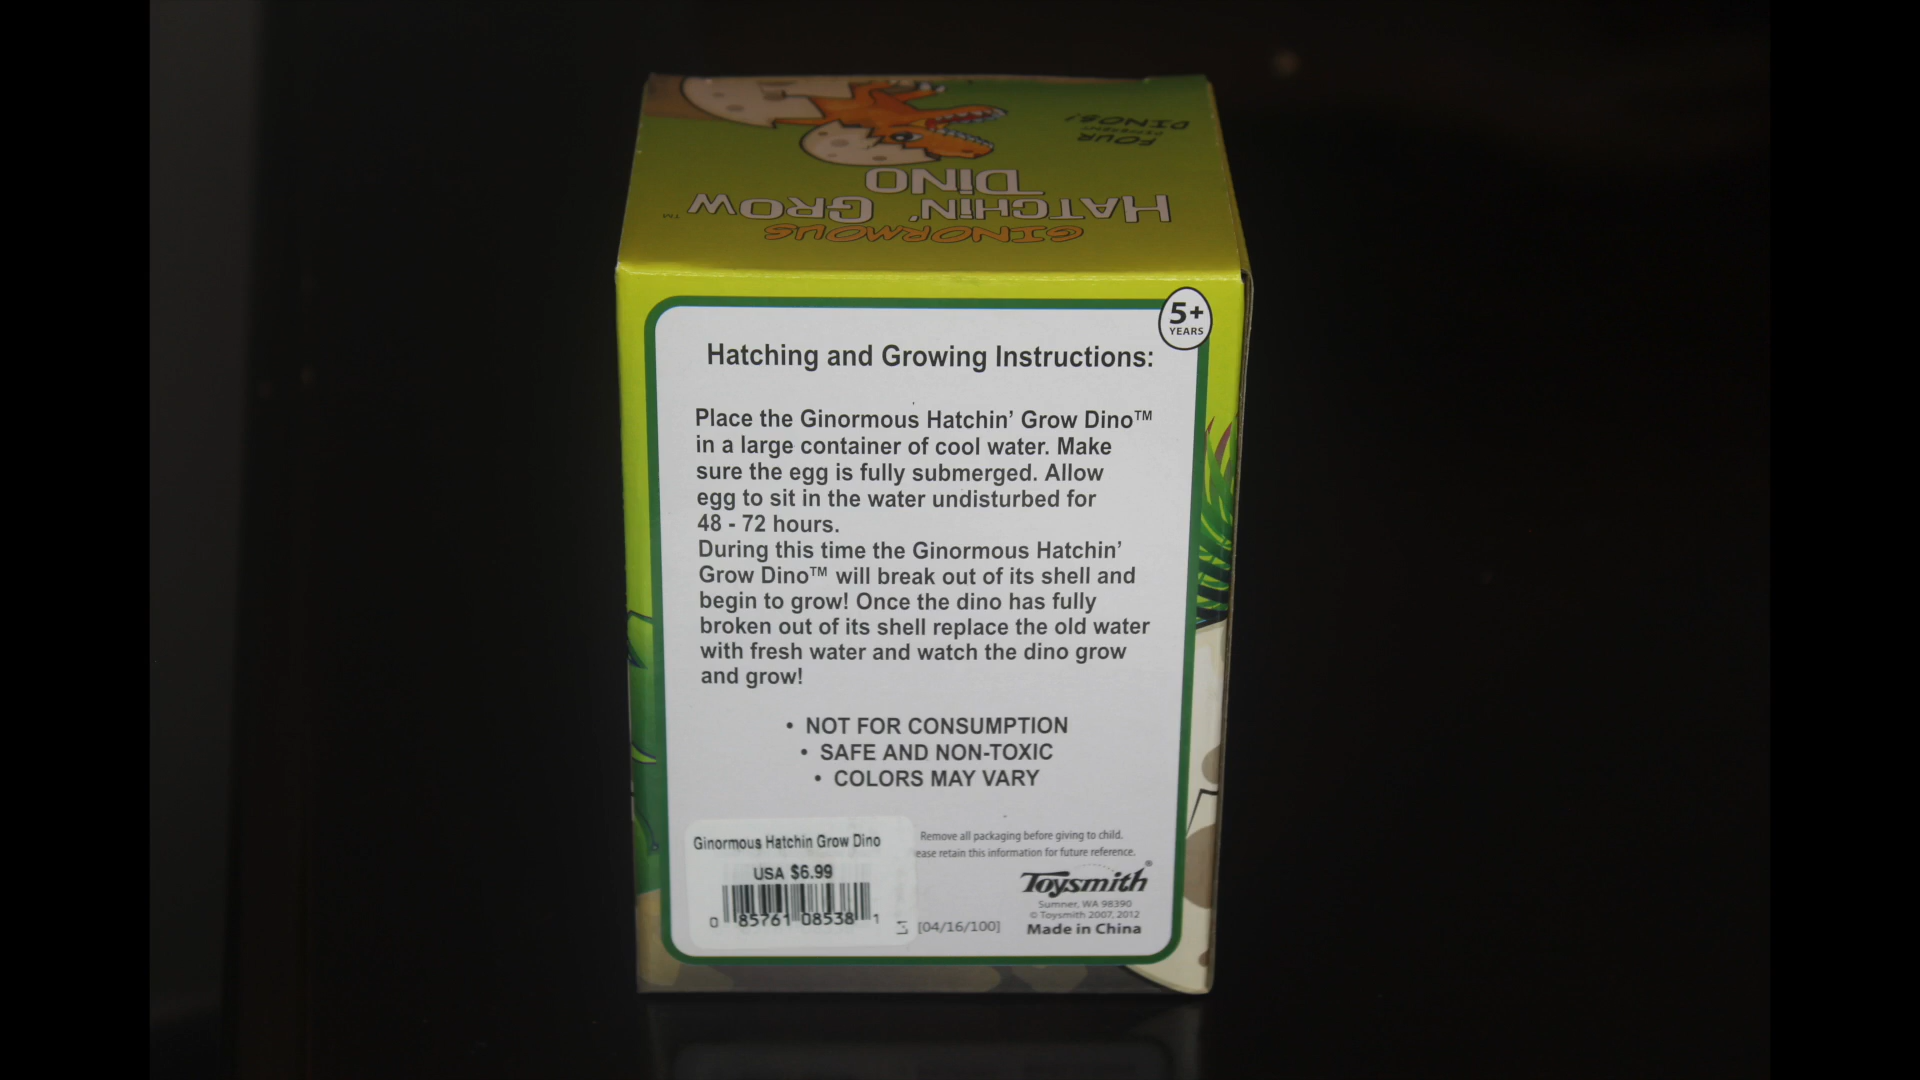 FOUR
DIFFERENT
DINOS!
GINORMOUS
HATCHIN' GROW™
DINO
5+
YEARS
Hatching and Growing Instructions:
Place the Ginormous Hatchin’ Grow Dino™
in a large container of cool water. Make
sure the egg is fully submerged. Allow
egg to sit in the water undisturbed for
48 - 72 hours.
During this time the Ginormous Hatchin’
Grow Dino™ will break out of its shell and
begin to grow! Once the dino has fully
broken out of its shell replace the old water
with fresh water and watch the dino grow
and grow!
• NOT FOR CONSUMPTION
• SAFE AND NON-TOXIC
• COLORS MAY VARY
Ginormous Hatchin Grow Dino
USA $6.99
0 85761 08538 1
Remove all packaging before giving to child.
ease retain this information for future reference.
Toysmith®
Sumner, WA 98390
© Toysmith 2007, 2012
Made in China
[04/16/100]